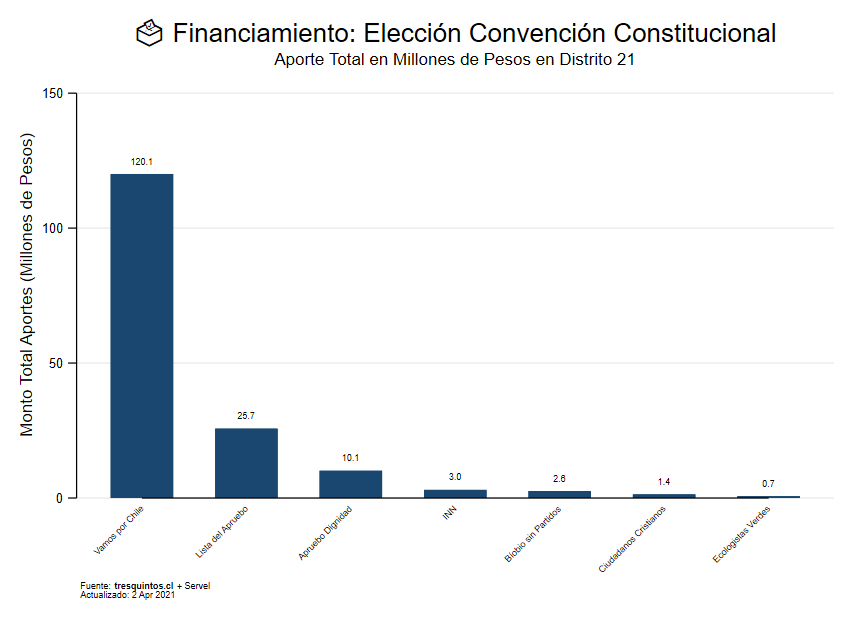 Financiamiento: Elección Convención Constitucional
Aporte Total en Millones de Pesos en Distrito 21
Monto Total Aportes (Millones de Pesos)
150
100
50
0
120.1
25.7
10.1
3.0
2.6
1.4
0.7
Vamos por Chile
Lista del Apruebo
Apruebo Dignidad
INN
Biobio sin Partidos
Ciudadanos Cristianos
Ecologistas Verdes
Fuente: tresquintos.cl + Servel
Actualizado: 2 Apr 2021